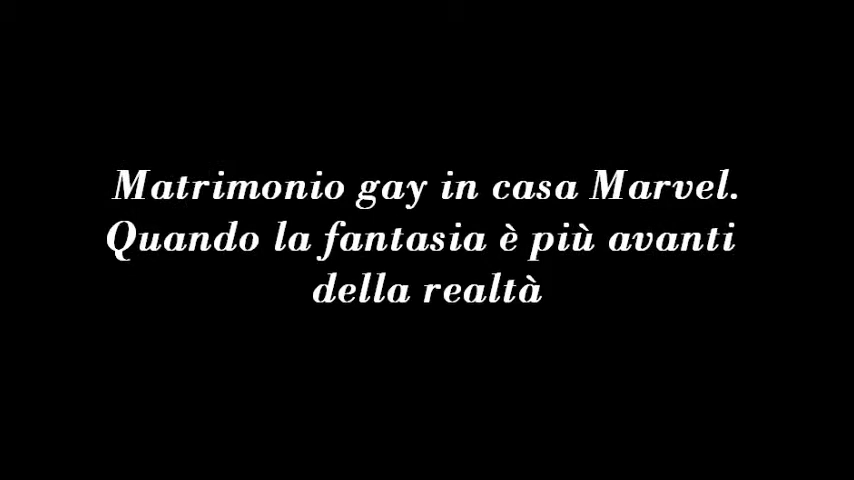 Matrimonio gay in casa Marvel.
Quando la fantasia è più avanti
della realtà